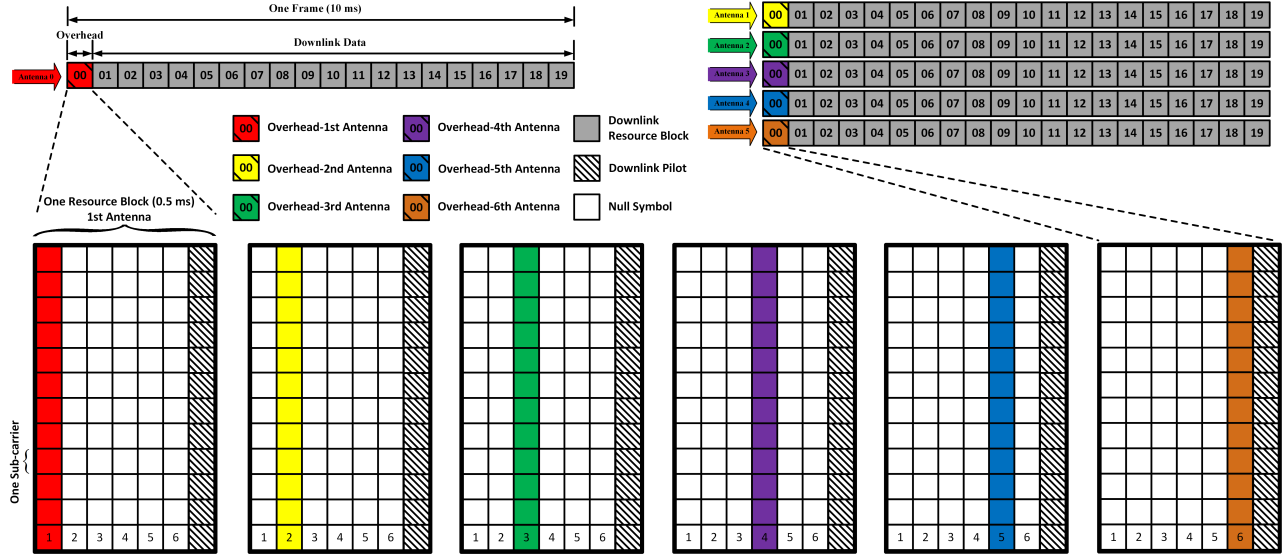 One Frame (10 ms)
Overhead
Downlink Data
Antenna 0 00 01 02 03 04 05 06 07 08 09 10 11 12 13 14 15 16 17 18 19
Antenna 1 00 01 02 03 04 05 06 07 08 09 10 11 12 13 14 15 16 17 18 19
Antenna 2 00 01 02 03 04 05 06 07 08 09 10 11 12 13 14 15 16 17 18 19
Antenna 3 00 01 02 03 04 05 06 07 08 09 10 11 12 13 14 15 16 17 18 19
Antenna 4 00 01 02 03 04 05 06 07 08 09 10 11 12 13 14 15 16 17 18 19
Antenna 5 00 01 02 03 04 05 06 07 08 09 10 11 12 13 14 15 16 17 18 19
00 Overhead-1st Antenna
00 Overhead-2nd Antenna
00 Overhead-3rd Antenna
00 Overhead-4th Antenna
00 Overhead-5th Antenna
00 Overhead-6th Antenna
Downlink
Resource Block
Downlink Pilot
Null Symbol
One Resource Block (0.5 ms)
1st Antenna
One Sub-carrier
1 2 3 4 5 6
1 2 3 4 5 6
1 2 3 4 5 6
1 2 3 4 5 6
1 2 3 4 5 6
1 2 3 4 5 6